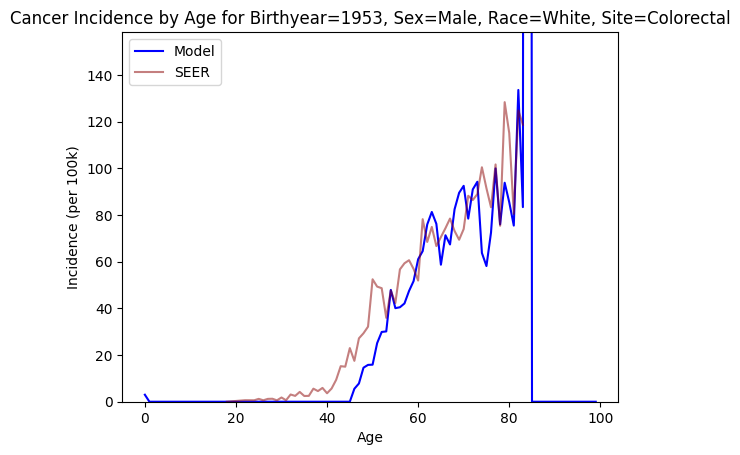 Cancer Incidence by Age for Birthyear=1953, Sex=Male, Race=White, Site=Colorectal
Model
SEER
140
120
100
80
60
40
20
0
Incidence (per 100k)
0 20 40 60 80 100
Age